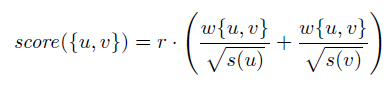 score({u, v}) = r · ( w{u, v} / √s(u) + w{u, v} / √s(v) )